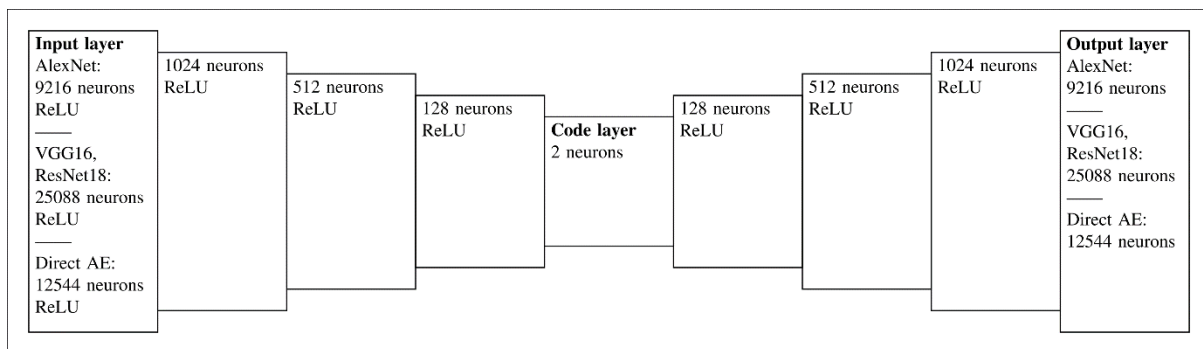 Input layer
AlexNet:
9216 neurons
ReLU
VGG16,
ResNet18:
25088 neurons
ReLU
Direct AE:
12544 neurons
ReLU
1024 neurons
ReLU
512 neurons
ReLU
128 neurons
ReLU
Code layer
2 neurons
128 neurons
ReLU
512 neurons
ReLU
1024 neurons
ReLU
Output layer
AlexNet:
9216 neurons
VGG16,
ResNet18:
25088 neurons
Direct AE:
12544 neurons